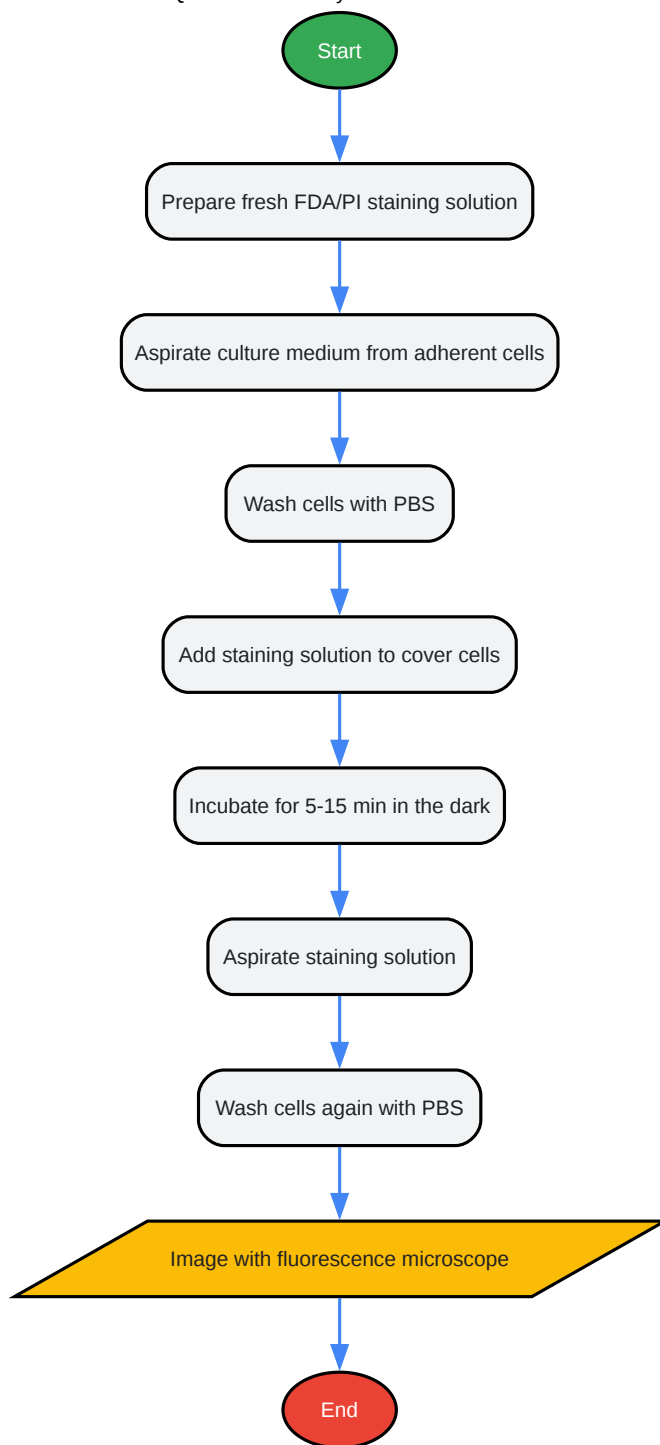 Start
Prepare fresh FDA/PI staining solution
Aspirate culture medium from adherent cells
Wash cells with PBS
Add staining solution to cover cells
Incubate for 5-15 min in the dark
Aspirate staining solution
Wash cells again with PBS
Image with fluorescence microscope
End